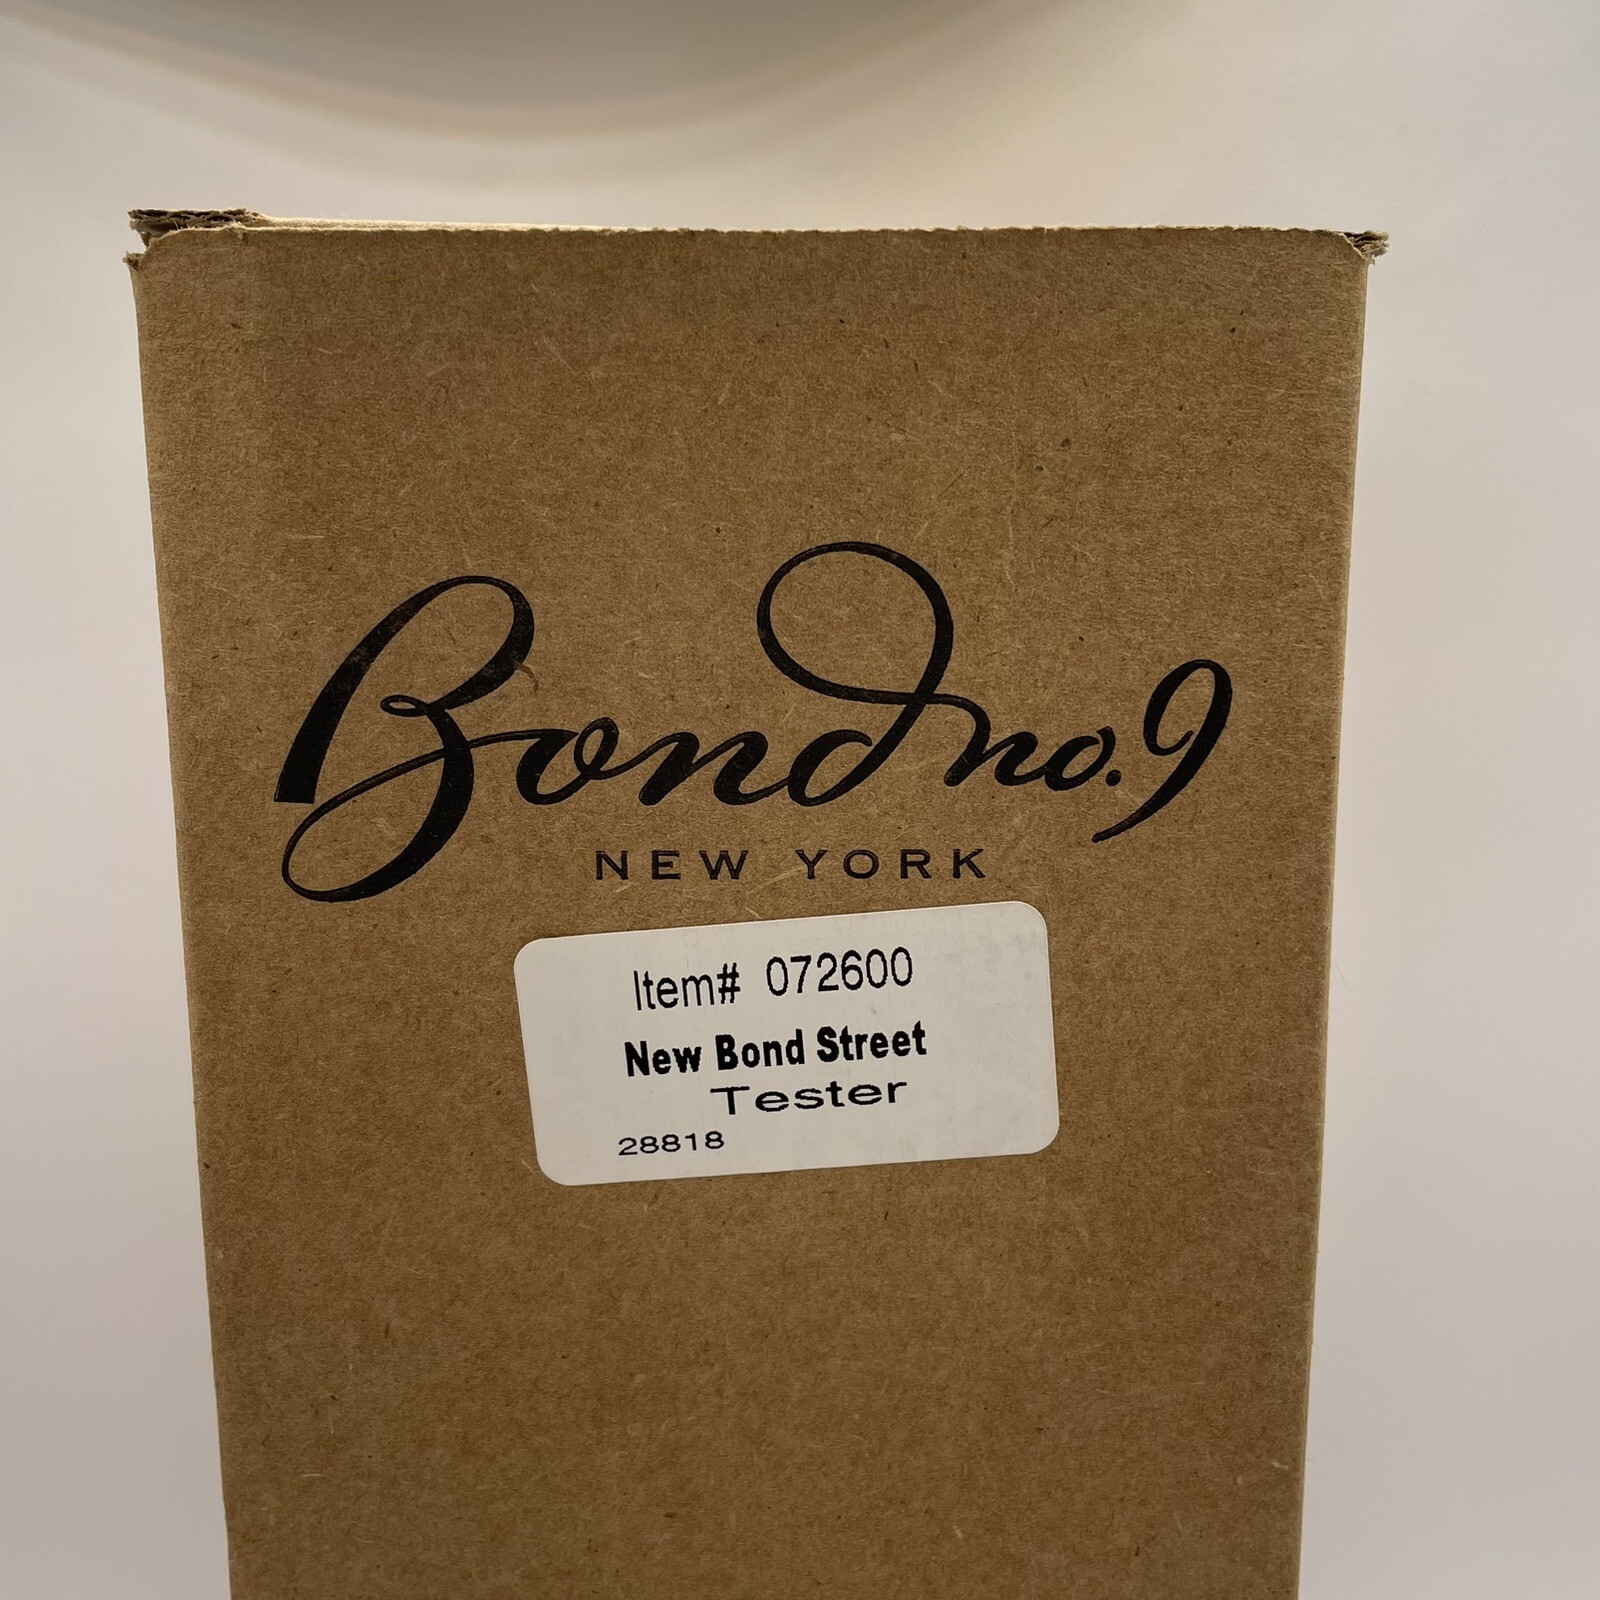 Bond no. 9
NEW YORK
Item# 072600
New Bond Street
Tester
28818